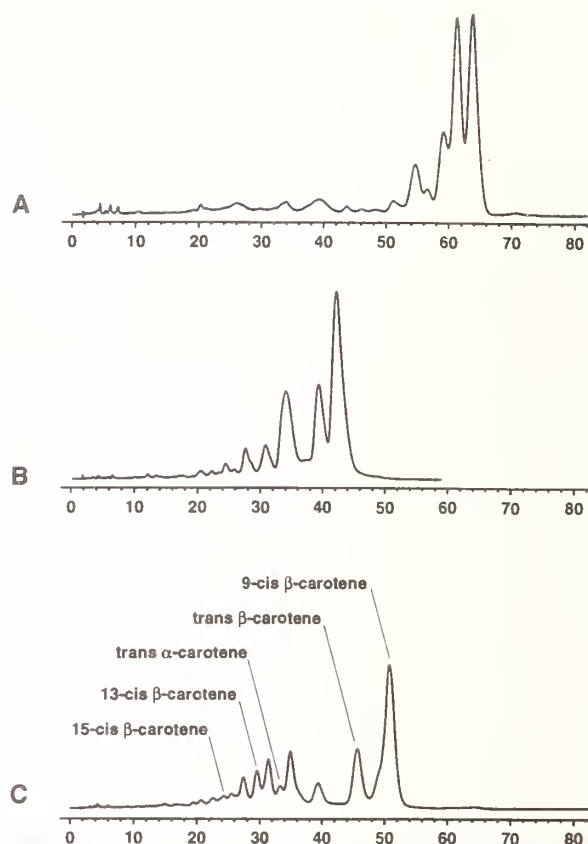 A
0 10 20 30 40 50 60 70 80
B
0 10 20 30 40 50 60 70 80
9-cis β-carotene
trans β-carotene
trans α-carotene
13-cis β-carotene
15-cis β-carotene
C
0 10 20 30 40 50 60 70 80